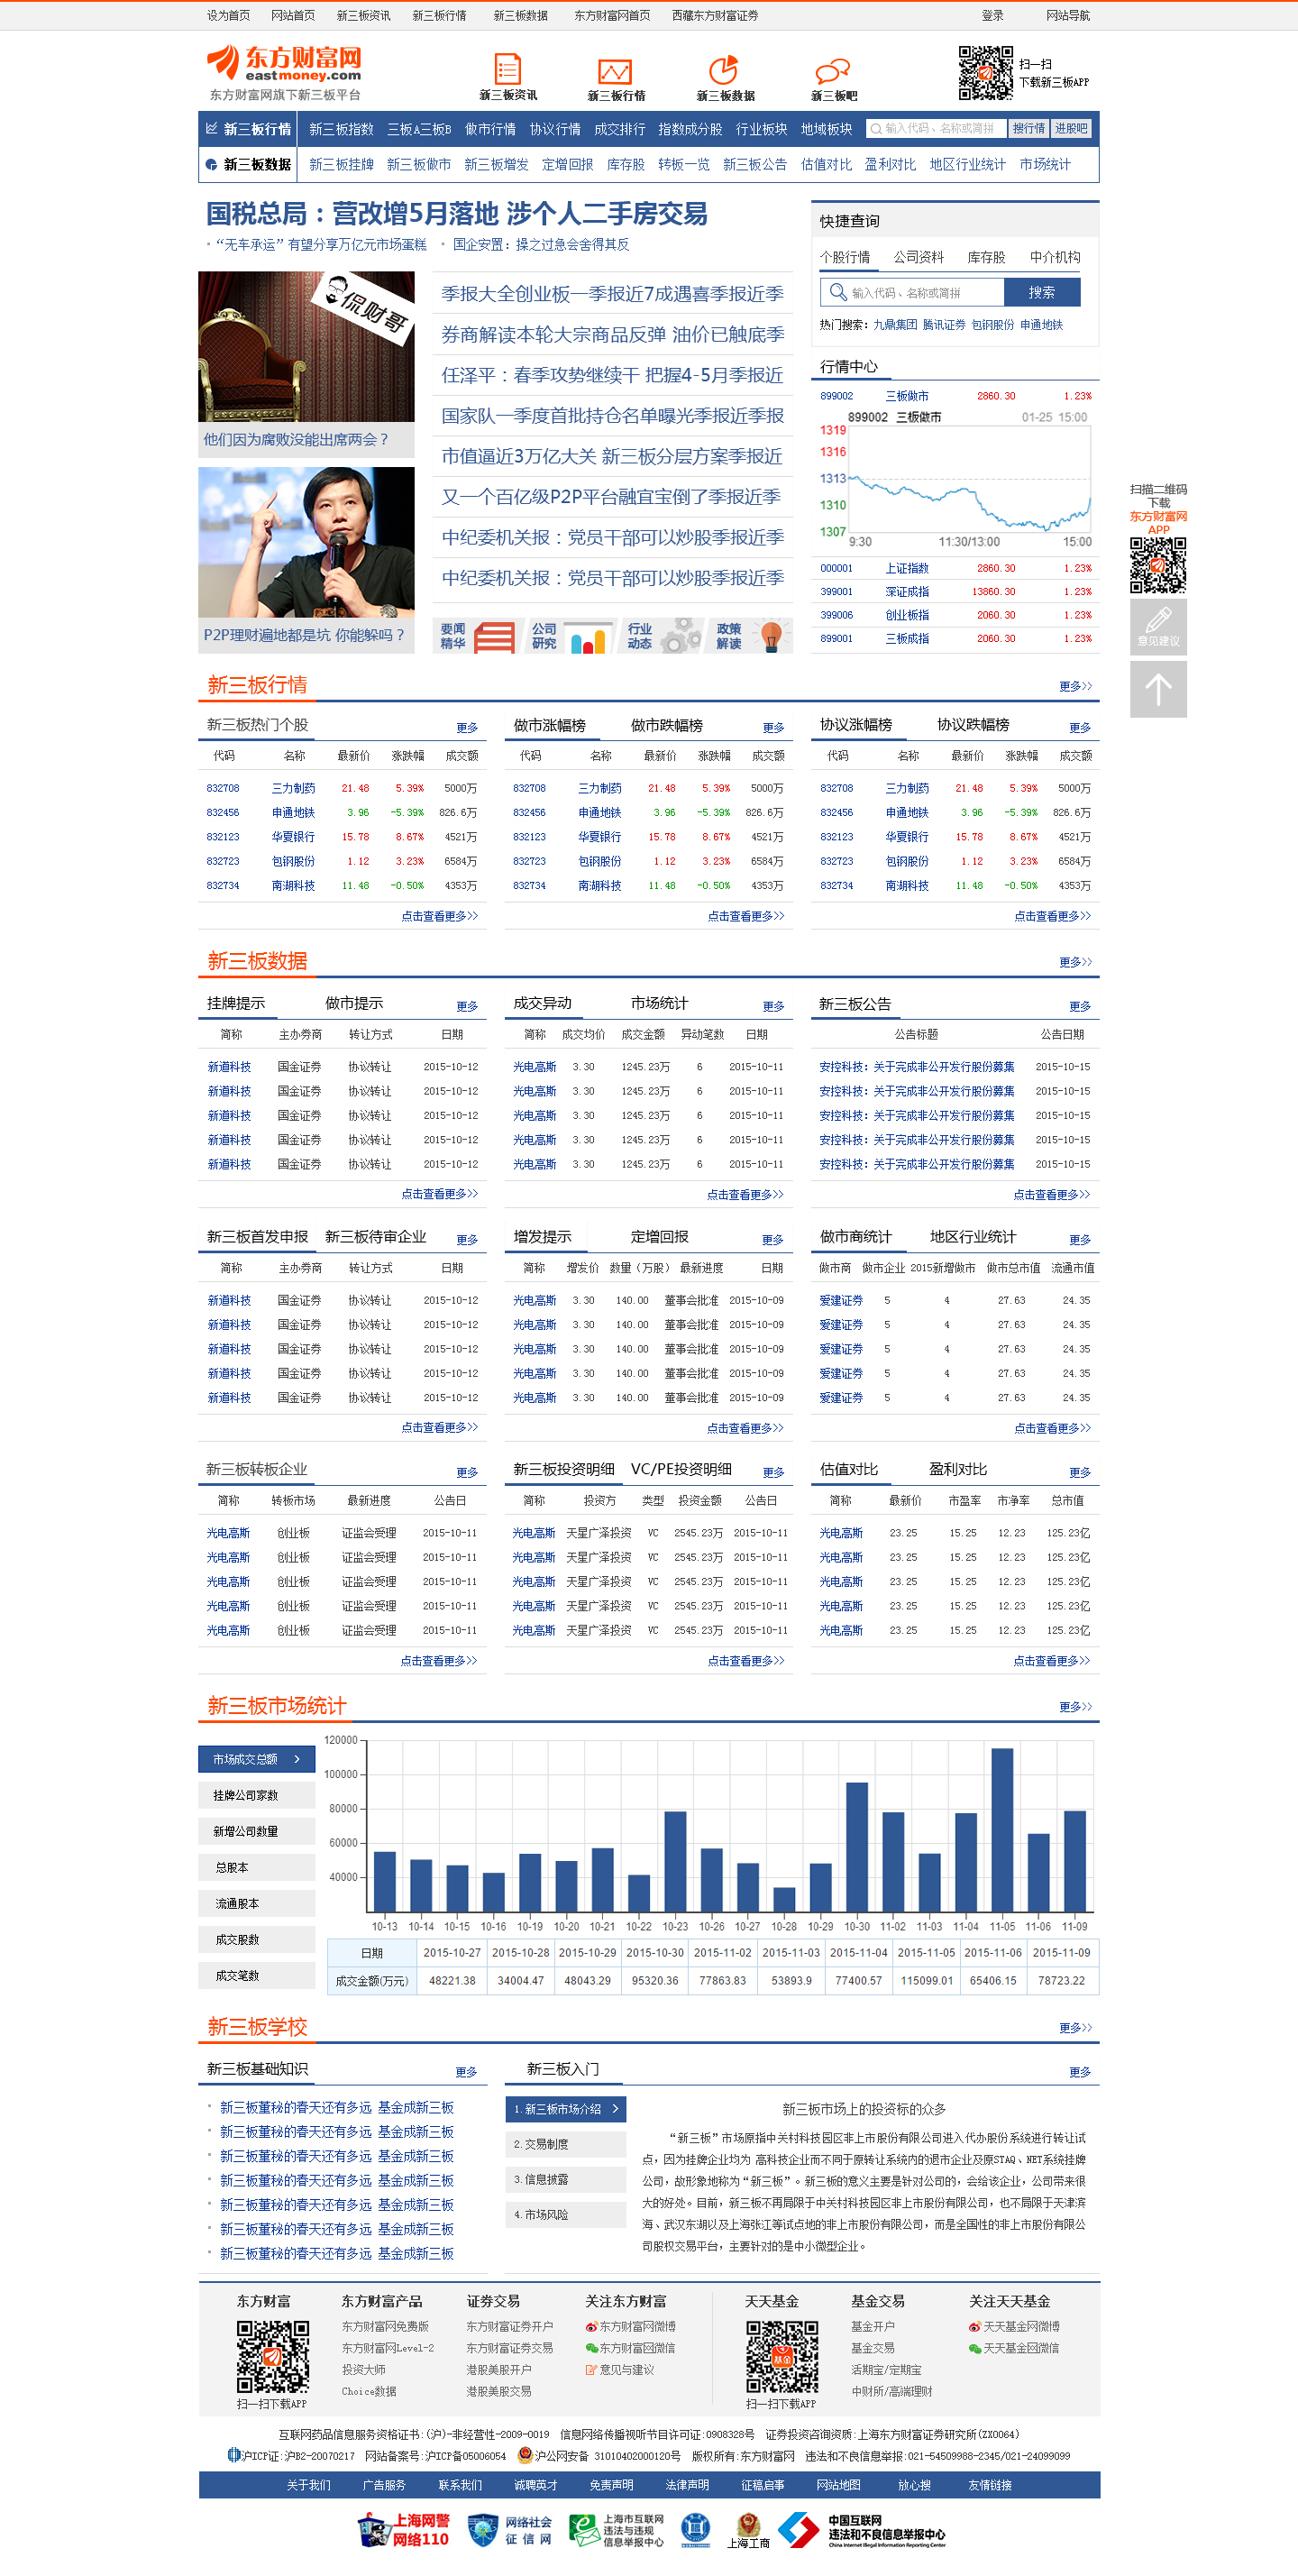 设为首页 网站首页 新三板资讯 新三板行情 新三板数据 东方财富网首页 西藏东方财富证券 登录 网站导航
东方财富网
eastmoney.com
东方财富网旗下新三板平台
新三板资讯 新三板行情 新三板数据 新三板吧
扫一扫
下载新三板APP
新三板行情 新三板指数 三板A三板B 做市行情 协议行情 成交排行 指数成分股 行业板块 地域板块 输入代码、名称或简拼 搜行情 进股吧
新三板数据 新三板挂牌 新三板做市 新三板增发 定增回报 库存股 转板一览 新三板公告 估值对比 盈利对比 地区行业统计 市场统计
国税总局：营改增5月落地 涉个人二手房交易
“无车承运”有望分享万亿元市场蛋糕 国企安置：操之过急会舍得其反
侃财哥
他们因为腐败没能出席两会？
P2P理财遍地都是坑 你能躲吗？
季报大全创业板一季报近7成遇喜季报近季
券商解读本轮大宗商品反弹 油价已触底季
任泽平：春季攻势继续干 把握4-5月季报近
国家队一季度首批持仓名单曝光季报近季报
市值逼近3万亿大关 新三板分层方案季报近
又一个百亿级P2P平台融宜宝倒了季报近季
中纪委机关报：党员干部可以炒股季报近季
中纪委机关报：党员干部可以炒股季报近季
要闻精华 公司研究 行业动态 政策解读
快捷查询
个股行情 公司资料 库存股 中介机构
输入代码、名称或简拼 搜索
热门搜索：九鼎集团 腾讯证券 包钢股份 申通地铁
行情中心
899002 三板做市 2860.30 1.23%
899002 三板做市 01-25 15:00
1319
1316
1313
1310
1307
9:30 11:30/13:00 15:00
000001 上证指数 2860.30 1.23%
399001 深证成指 13860.30 1.23%
399006 创业板指 2060.30 1.23%
899001 三板成指 2060.30 1.23%
扫描二维码
下载
东方财富网
APP
意见建议
新三板行情 更多>>
新三板热门个股 更多 做市涨幅榜 做市跌幅榜 更多 协议涨幅榜 协议跌幅榜 更多
代码 名称 最新价 涨跌幅 成交额 代码 名称 最新价 涨跌幅 成交额 代码 名称 最新价 涨跌幅 成交额
832708 三力制药 21.48 5.39% 5000万 832708 三力制药 21.48 5.39% 5000万 832708 三力制药 21.48 5.39% 5000万
832456 申通地铁 3.96 -5.39% 826.6万 832456 申通地铁 3.96 -5.39% 826.6万 832456 申通地铁 3.96 -5.39% 826.6万
832123 华夏银行 15.78 8.67% 4521万 832123 华夏银行 15.78 8.67% 4521万 832123 华夏银行 15.78 8.67% 4521万
832723 包钢股份 1.12 3.23% 6584万 832723 包钢股份 1.12 3.23% 6584万 832723 包钢股份 1.12 3.23% 6584万
832734 南湖科技 11.48 -0.50% 4353万 832734 南湖科技 11.48 -0.50% 4353万 832734 南湖科技 11.48 -0.50% 4353万
点击查看更多>> 点击查看更多>> 点击查看更多>>
新三板数据 更多>>
挂牌提示 做市提示 更多 成交异动 市场统计 更多 新三板公告 更多
简称 主办劵商 转让方式 日期 简称 成交均价 成交金额 异动笔数 日期 公告标题 公告日期
新道科技 国金证劵 协议转让 2015-10-12 光电高斯 3.30 1245.23万 6 2015-10-11 安控科技：关于完成非公开发行股份募集 2015-10-15
新道科技 国金证劵 协议转让 2015-10-12 光电高斯 3.30 1245.23万 6 2015-10-11 安控科技：关于完成非公开发行股份募集 2015-10-15
新道科技 国金证劵 协议转让 2015-10-12 光电高斯 3.30 1245.23万 6 2015-10-11 安控科技：关于完成非公开发行股份募集 2015-10-15
新道科技 国金证劵 协议转让 2015-10-12 光电高斯 3.30 1245.23万 6 2015-10-11 安控科技：关于完成非公开发行股份募集 2015-10-15
新道科技 国金证劵 协议转让 2015-10-12 光电高斯 3.30 1245.23万 6 2015-10-11 安控科技：关于完成非公开发行股份募集 2015-10-15
点击查看更多>> 点击查看更多>> 点击查看更多>>
新三板首发申报 新三板待审企业 更多 增发提示 定增回报 更多 做市商统计 地区行业统计 更多
简称 主办劵商 转让方式 日期 简称 增发价 数量（万股） 最新进度 日期 做市商 做市企业 2015新增做市 做市总市值 流通市值
新道科技 国金证劵 协议转让 2015-10-12 光电高斯 3.30 140.00 董事会批准 2015-10-09 爱建证券 5 4 27.63 24.35
新道科技 国金证劵 协议转让 2015-10-12 光电高斯 3.30 140.00 董事会批准 2015-10-09 爱建证券 5 4 27.63 24.35
新道科技 国金证劵 协议转让 2015-10-12 光电高斯 3.30 140.00 董事会批准 2015-10-09 爱建证券 5 4 27.63 24.35
新道科技 国金证劵 协议转让 2015-10-12 光电高斯 3.30 140.00 董事会批准 2015-10-09 爱建证券 5 4 27.63 24.35
新道科技 国金证劵 协议转让 2015-10-12 光电高斯 3.30 140.00 董事会批准 2015-10-09 爱建证券 5 4 27.63 24.35
点击查看更多>> 点击查看更多>> 点击查看更多>>
新三板转板企业 更多 新三板投资明细 VC/PE投资明细 更多 估值对比 盈利对比 更多
简称 转板市场 最新进度 公告日 简称 投资方 类型 投资金额 公告日 简称 最新价 市盈率 市净率 总市值
光电高斯 创业板 证监会受理 2015-10-11 光电高斯 天星广泽投资 VC 2545.23万 2015-10-11 光电高斯 23.25 15.25 12.23 125.23亿
光电高斯 创业板 证监会受理 2015-10-11 光电高斯 天星广泽投资 VC 2545.23万 2015-10-11 光电高斯 23.25 15.25 12.23 125.23亿
光电高斯 创业板 证监会受理 2015-10-11 光电高斯 天星广泽投资 VC 2545.23万 2015-10-11 光电高斯 23.25 15.25 12.23 125.23亿
光电高斯 创业板 证监会受理 2015-10-11 光电高斯 天星广泽投资 VC 2545.23万 2015-10-11 光电高斯 23.25 15.25 12.23 125.23亿
光电高斯 创业板 证监会受理 2015-10-11 光电高斯 天星广泽投资 VC 2545.23万 2015-10-11 光电高斯 23.25 15.25 12.23 125.23亿
点击查看更多>> 点击查看更多>> 点击查看更多>>
新三板市场统计 更多>>
市场成交总额
挂牌公司家数
新增公司数量
总股本
流通股本
成交股数
成交笔数
120000
100000
80000
60000
40000
10-13 10-14 10-15 10-16 10-19 10-20 10-21 10-22 10-23 10-26 10-27 10-28 10-29 10-30 11-02 11-03 11-04 11-05 11-06 11-09
日期 2015-10-27 2015-10-28 2015-10-29 2015-10-30 2015-11-02 2015-11-03 2015-11-04 2015-11-05 2015-11-06 2015-11-09
成交金额(万元) 48221.38 34004.47 48043.29 95320.36 77863.83 53893.9 77400.57 115099.01 65406.15 78723.22
新三板学校 更多>>
新三板基础知识 更多 新三板入门 更多
新三板董秘的春天还有多远 基金成新三板
新三板董秘的春天还有多远 基金成新三板
新三板董秘的春天还有多远 基金成新三板
新三板董秘的春天还有多远 基金成新三板
新三板董秘的春天还有多远 基金成新三板
新三板董秘的春天还有多远 基金成新三板
新三板董秘的春天还有多远 基金成新三板
1.新三板市场介绍
2.交易制度
3.信息披露
4.市场风险
新三板市场上的投资标的众多
“新三板”市场原指中关村科技园区非上市股份有限公司进入代办股份系统进行转让试
点，因为挂牌企业均为 高科技企业而不同于原转让系统内的退市企业及原STAQ、NET系统挂牌
公司，故形象地称为“新三板”。新三板的意义主要是针对公司的，会给该企业，公司带来很
大的好处。目前，新三板不再局限于中关村科技园区非上市股份有限公司，也不局限于天津滨
海、武汉东湖以及上海张江等试点地的非上市股份有限公司，而是全国性的非上市股份有限公
司股权交易平台，主要针对的是中小微型企业。
东方财富 东方财富产品 证券交易 关注东方财富 天天基金 基金交易 关注天天基金
东方财富网免费版 东方财富证劵开户 东方财富网微博 基金开户 天天基金网微博
东方财富网Level-2 东方财富证劵交易 东方财富网微信 基金 基金交易 天天基金网微信
投资大师 港股美股开户 意见与建议 活期宝/定期宝
Choice数据 港股美股交易 中财所/高端理财
扫一扫下载APP 扫一扫下载APP
互联网药品信息服务资格证书:(沪)-非经营性-2009-0019 信息网络传播视听节目许可证:0908328号 证券投资咨询资质:上海东方财富证券研究所(ZX0064)
沪ICP证:沪B2-20070217 网站备案号:沪ICP备05006054 沪公网安备 31010402000120号 版权所有:东方财富网 违法和不良信息举报:021-54509988-2345/021-24099099
关于我们 广告服务 联系我们 诚聘英才 免责声明 法律声明 征稿启事 网站地图 放心搜 友情链接
上海网警
网络110
网络社会
征信网
上海市互联网
违法与违规
信息举报中心
上海工商
中国互联网
违法和不良信息举报中心
China Internet Illegal Information Reporting Center